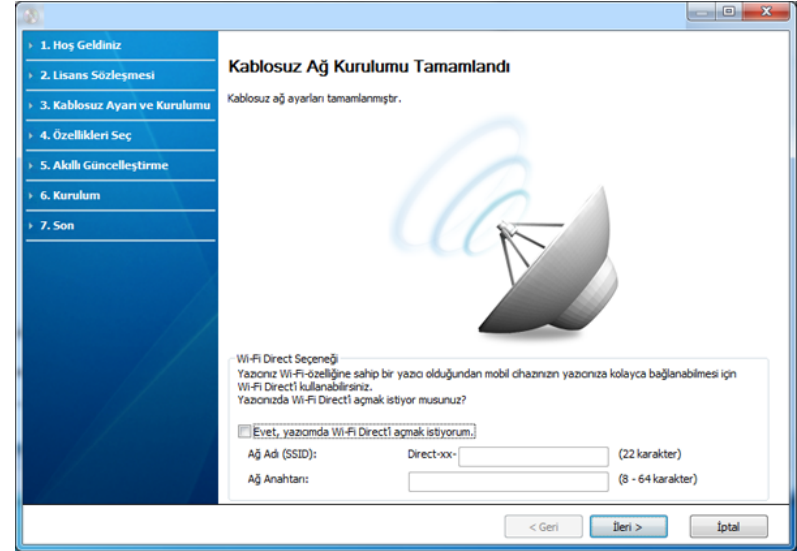 1. Hoş Geldiniz
2. Lisans Sözleşmesi
3. Kablosuz Ayarı ve Kurulumu
4. Özellikleri Seç
5. Akıllı Güncelleştirme
6. Kurulum
7. Son
Kablosuz Ağ Kurulumu Tamamlandı
Kablosuz ağ ayarları tamamlanmıştr.
Wi-Fi Direct Seçeneği
Yazıcınız Wi-Fi-özelliğine sahip bir yazıcı olduğundan mobil cihazınızın yazıcınıza kolayca bağlanabilmesi için
Wi-Fi Direct'i kullanabilirsiniz.
Yazıcınızda Wi-Fi Direct'i açmak istiyor musunuz?
Evet, yazıcımda Wi-Fi Direct'i açmak istiyorum.
Ağ Adı (SSID): Direct-xx- (22 karakter)
Ağ Anahtarı: (8 - 64 karakter)
< Geri İleri > İptal